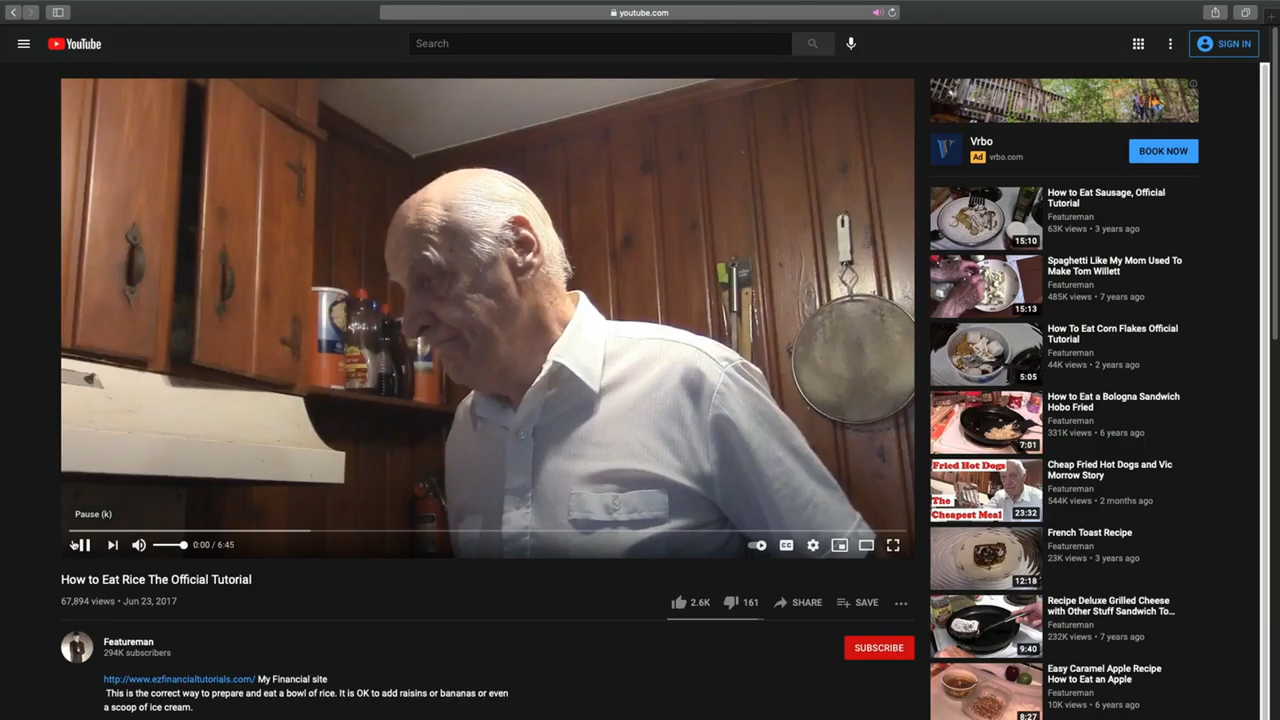 youtube.com
YouTube
Search
SIGN IN
Pause (k)
0:00 / 6:45
CC
How to Eat Rice The Official Tutorial
67,894 views • Jun 23, 2017
2.6K
161
SHARE
SAVE
Featureman
294K subscribers
SUBSCRIBE
http://www.ezfinancialtutorials.com/ My Financial site
This is the correct way to prepare and eat a bowl of rice. It is OK to add raisins or bananas or even
a scoop of ice cream.
Vrbo
Ad vrbo.com
BOOK NOW
How to Eat Sausage, Official
Tutorial
Featureman
63K views • 3 years ago
15:10
Spaghetti Like My Mom Used To
Make Tom Willett
Featureman
485K views • 7 years ago
15:13
How To Eat Corn Flakes Official
Tutorial
Featureman
44K views • 2 years ago
5:05
How to Eat a Bologna Sandwich
Hobo Fried
Featureman
331K views • 6 years ago
7:01
Fried Hot Dogs
The
Cheapest Meal
23:32
Cheap Fried Hot Dogs and Vic
Morrow Story
Featureman
544K views • 2 months ago
French Toast Recipe
Featureman
23K views • 3 years ago
12:18
Recipe Deluxe Grilled Cheese
with Other Stuff Sandwich To...
Featureman
232K views • 7 years ago
9:40
Easy Caramel Apple Recipe
How to Eat an Apple
Featureman
10K views • 6 years ago
8:27